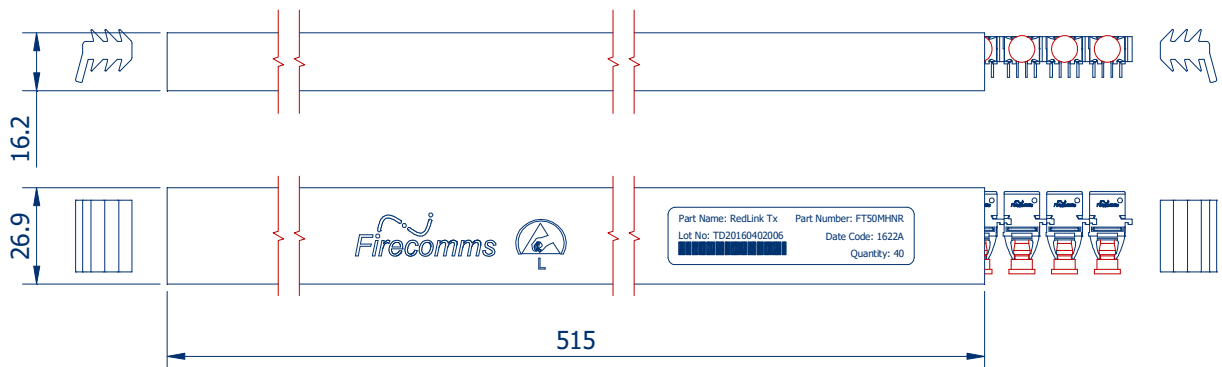 16.2
26.9
Firecomms
L
Part Name: RedLink Tx Part Number: FT50MHNR
Lot No: TD20160402006 Date Code: 1622A
Quantity: 40
515